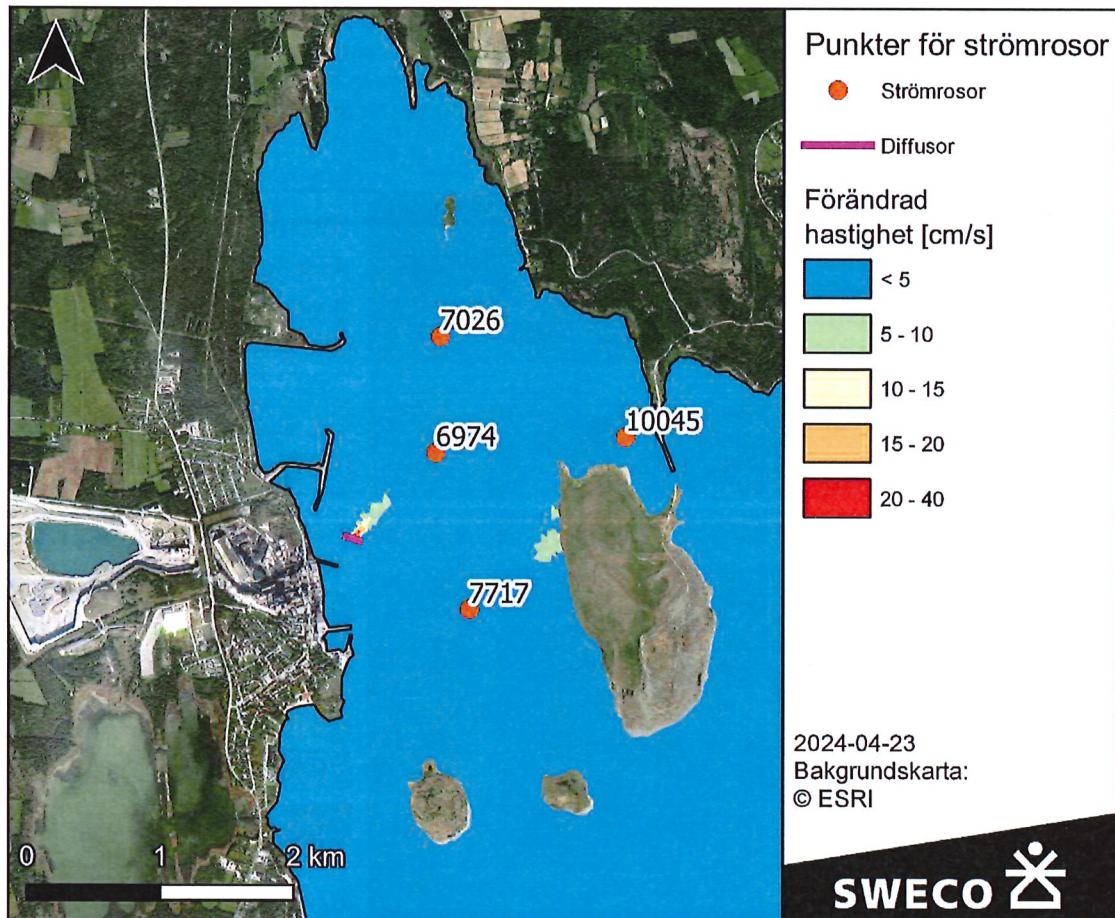 Punkter för strömrosor
Strömrosor
Diffusor
Förändrad
hastighet [cm/s]
< 5
5 - 10
10 - 15
15 - 20
20 - 40
7026
10045
6974
7717
0 1 2 km
2024-04-23
Bakgrundskarta:
© ESRI
SWECO